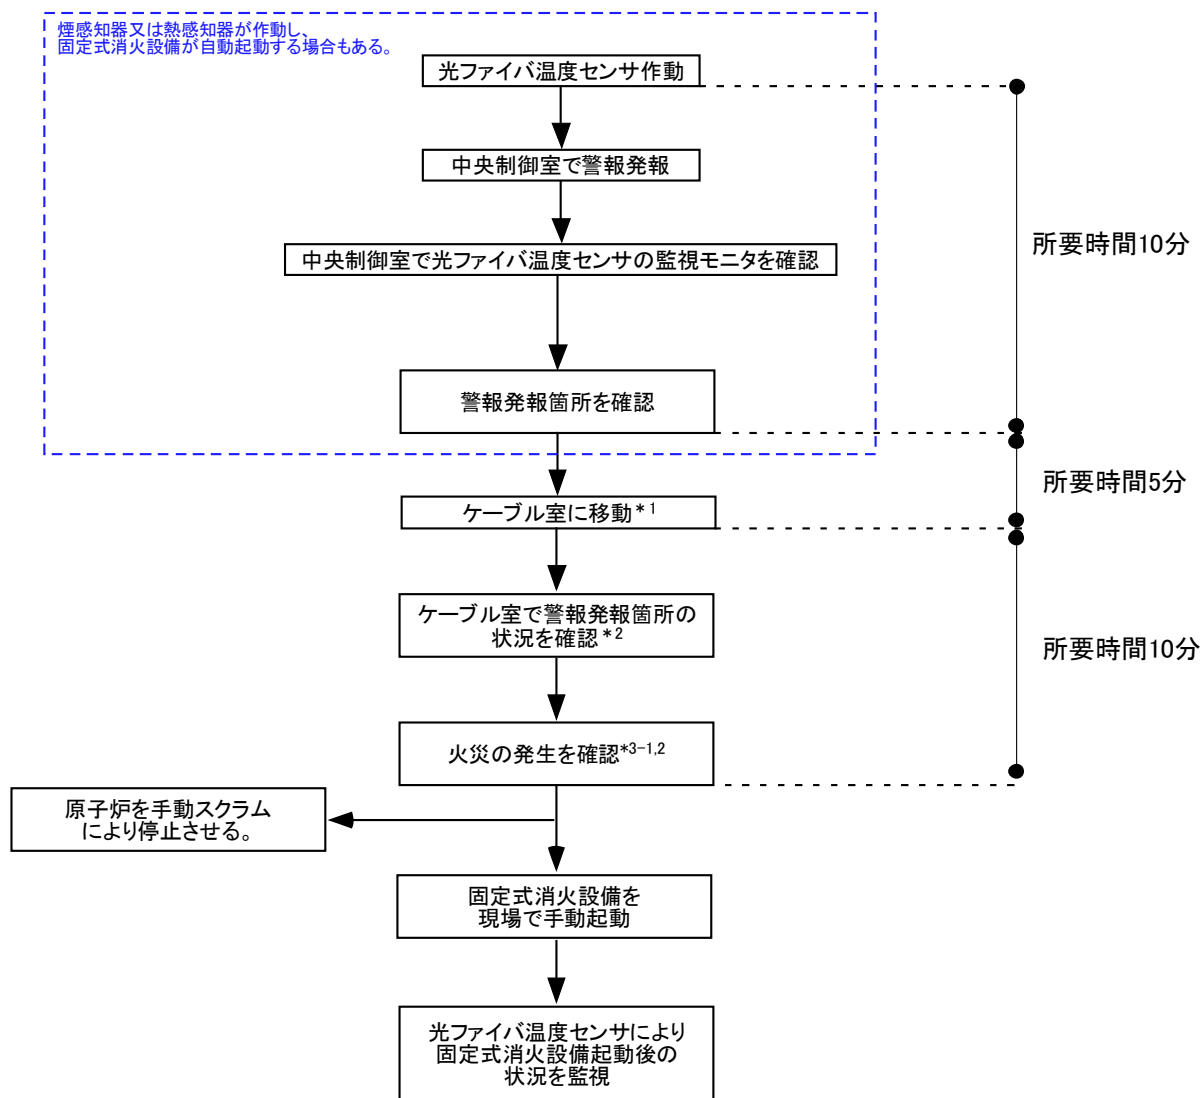 煙感知器又は熱感知器が作動し、
固定式消火設備が自動起動する場合もある。
光ファイバ温度センサ作動
中央制御室で警報発報
中央制御室で光ファイバ温度センサの監視モニタを確認
所要時間10分
警報発報箇所を確認
所要時間5分
ケーブル室に移動*1
ケーブル室で警報発報箇所の
状況を確認*2
所要時間10分
火災の発生を確認*3-1,2
原子炉を手動スクラム
により停止させる。
固定式消火設備を
現場で手動起動
光ファイバ温度センサにより
固定式消火設備起動後の
状況を監視